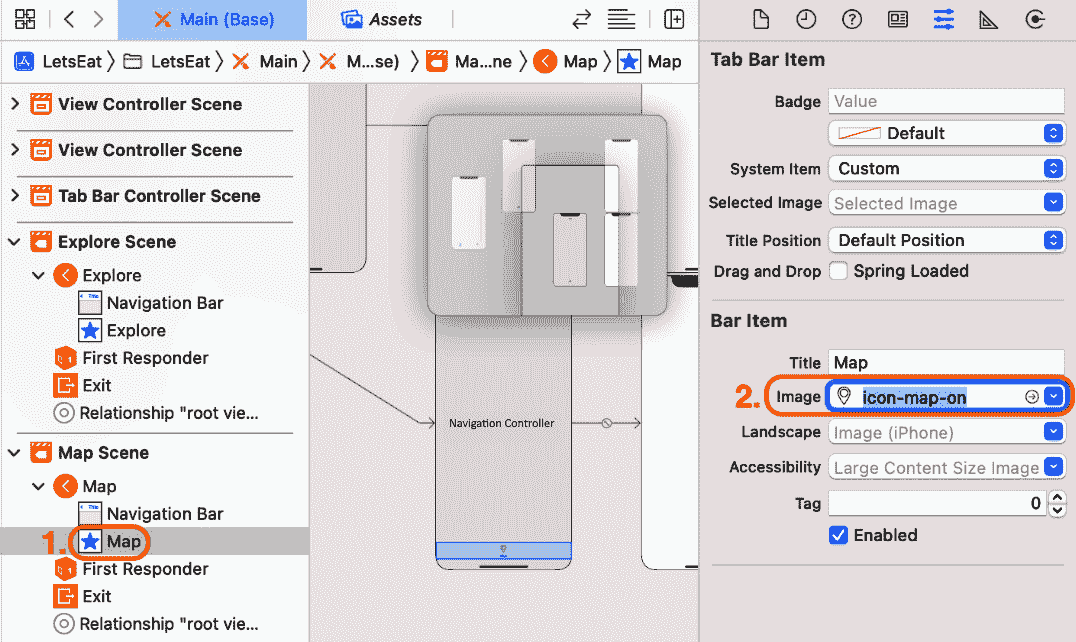 Main (Base)
Assets
LetsEat
LetsEat
Main
M...se)
Ma...ne
Map
Map
View Controller Scene
View Controller Scene
Tab Bar Controller Scene
Explore Scene
Explore
Navigation Bar
Explore
First Responder
Exit
Relationship "root vie...
Map Scene
Map
Navigation Bar
1. Map
First Responder
Exit
Relationship "root vie...
Navigation Controller
Tab Bar Item
Badge Value
Default
System Item Custom
Selected Image Selected Image
Title Position Default Position
Drag and Drop Spring Loaded
Bar Item
Title Map
2. Image icon-map-on
Landscape Image (iPhone)
Accessibility Large Content Size Image
Tag 0
Enabled